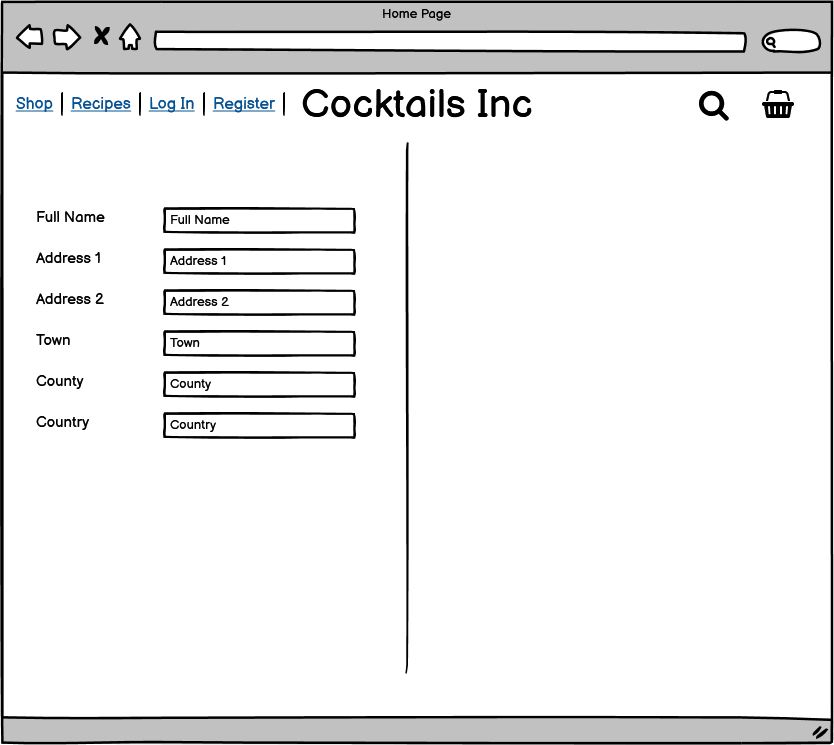 Home Page
Shop | Recipes | Log In | Register | Cocktails Inc
Full Name Full Name
Address 1 Address 1
Address 2 Address 2
Town Town
County County
Country Country